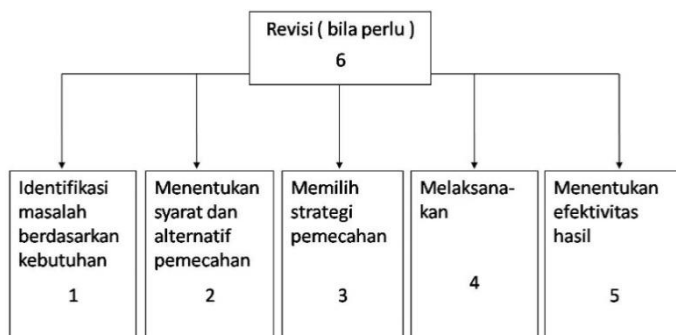 Revisi ( bila perlu )
6
Identifikasi
masalah
berdasarkan
kebutuhan
1
Menentukan
syarat dan
alternatif
pemecahan
2
Memilih
strategi
pemecahan
3
Melaksana-
kan
4
Menentukan
efektivitas
hasil
5